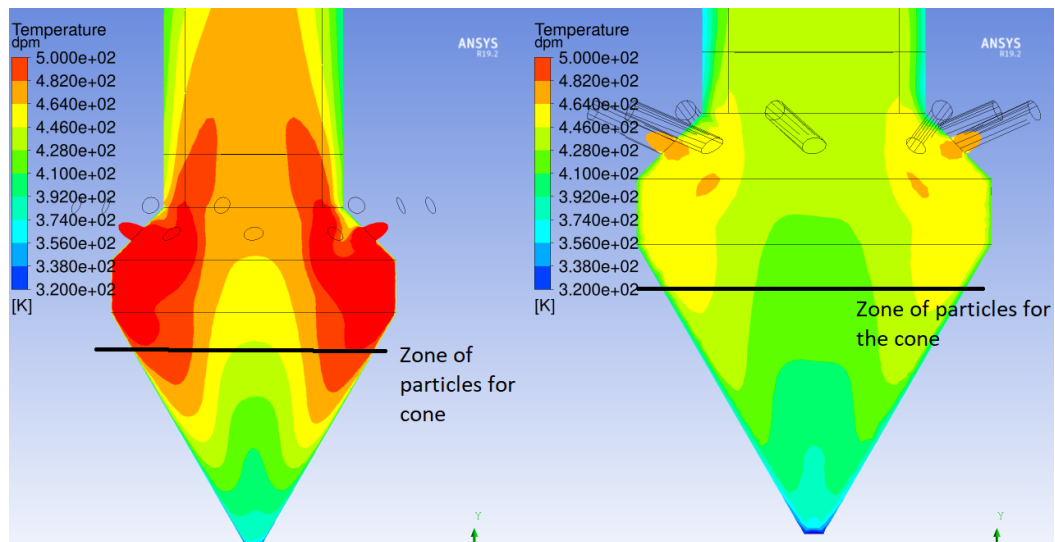 Temperature
dpm
5.000e+02
4.820e+02
4.640e+02
4.460e+02
4.280e+02
4.100e+02
3.920e+02
3.740e+02
3.560e+02
3.380e+02
3.200e+02
[K]
ANSYS
R19.2
Zone of
particles for
cone
Y
Temperature
dpm
5.000e+02
4.820e+02
4.640e+02
4.460e+02
4.280e+02
4.100e+02
3.920e+02
3.740e+02
3.560e+02
3.380e+02
3.200e+02
[K]
ANSYS
R19.2
Zone of particles for
the cone
Y